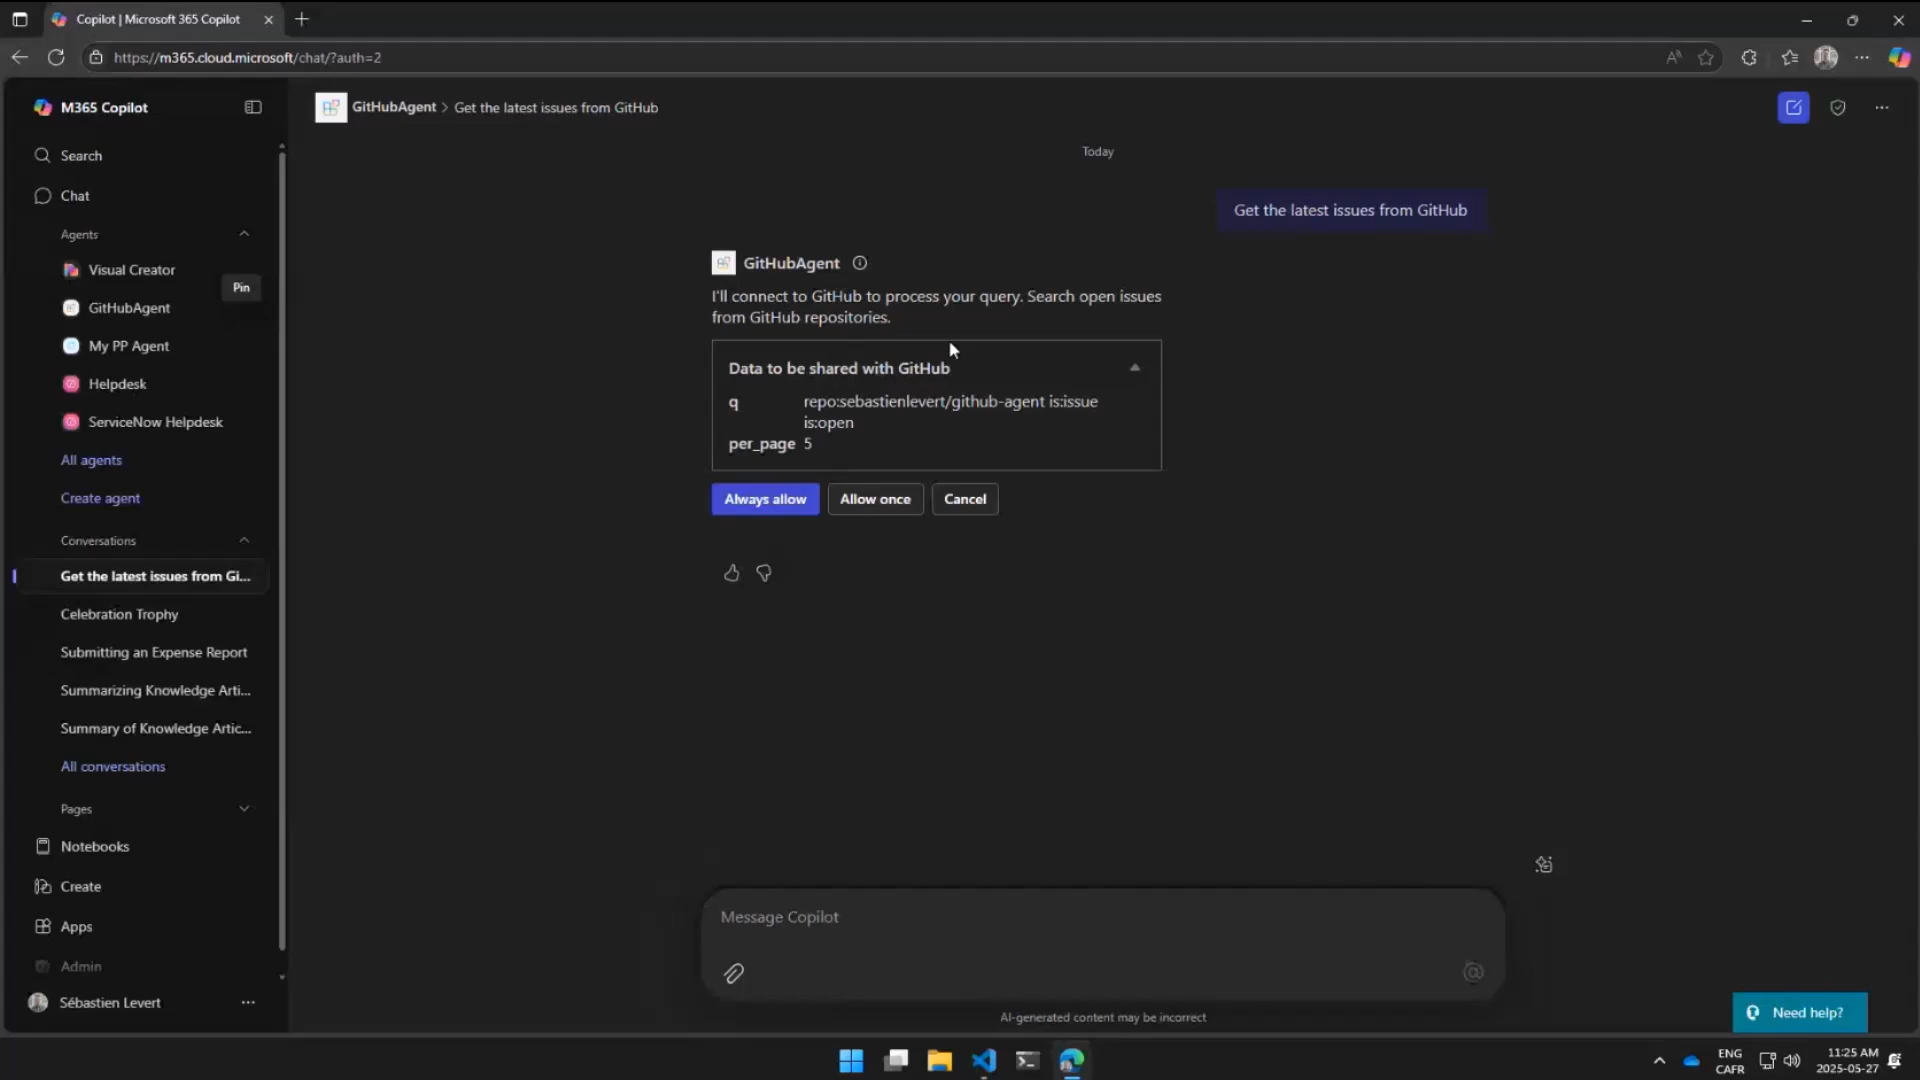 Copilot | Microsoft 365 Copilot
https://m365.cloud.microsoft/chat/?auth=2
M365 Copilot
Search
Chat
Agents
Visual Creator
Pin
GitHubAgent
My PP Agent
Helpdesk
ServiceNow Helpdesk
All agents
Create agent
Conversations
Get the latest issues from Gi...
Celebration Trophy
Submitting an Expense Report
Summarizing Knowledge Arti...
Summary of Knowledge Artic...
All conversations
Pages
Notebooks
Create
Apps
Admin
Sébastien Levert
GitHubAgent > Get the latest issues from GitHub
Today
Get the latest issues from GitHub
GitHubAgent
I'll connect to GitHub to process your query. Search open issues
from GitHub repositories.
Data to be shared with GitHub
q repo:sebastienlevert/github-agent is:issue
is:open
per_page 5
Always allow
Allow once
Cancel
Message Copilot
AI-generated content may be incorrect
Need help?
ENG
CAFR
11:25 AM
2025-05-27